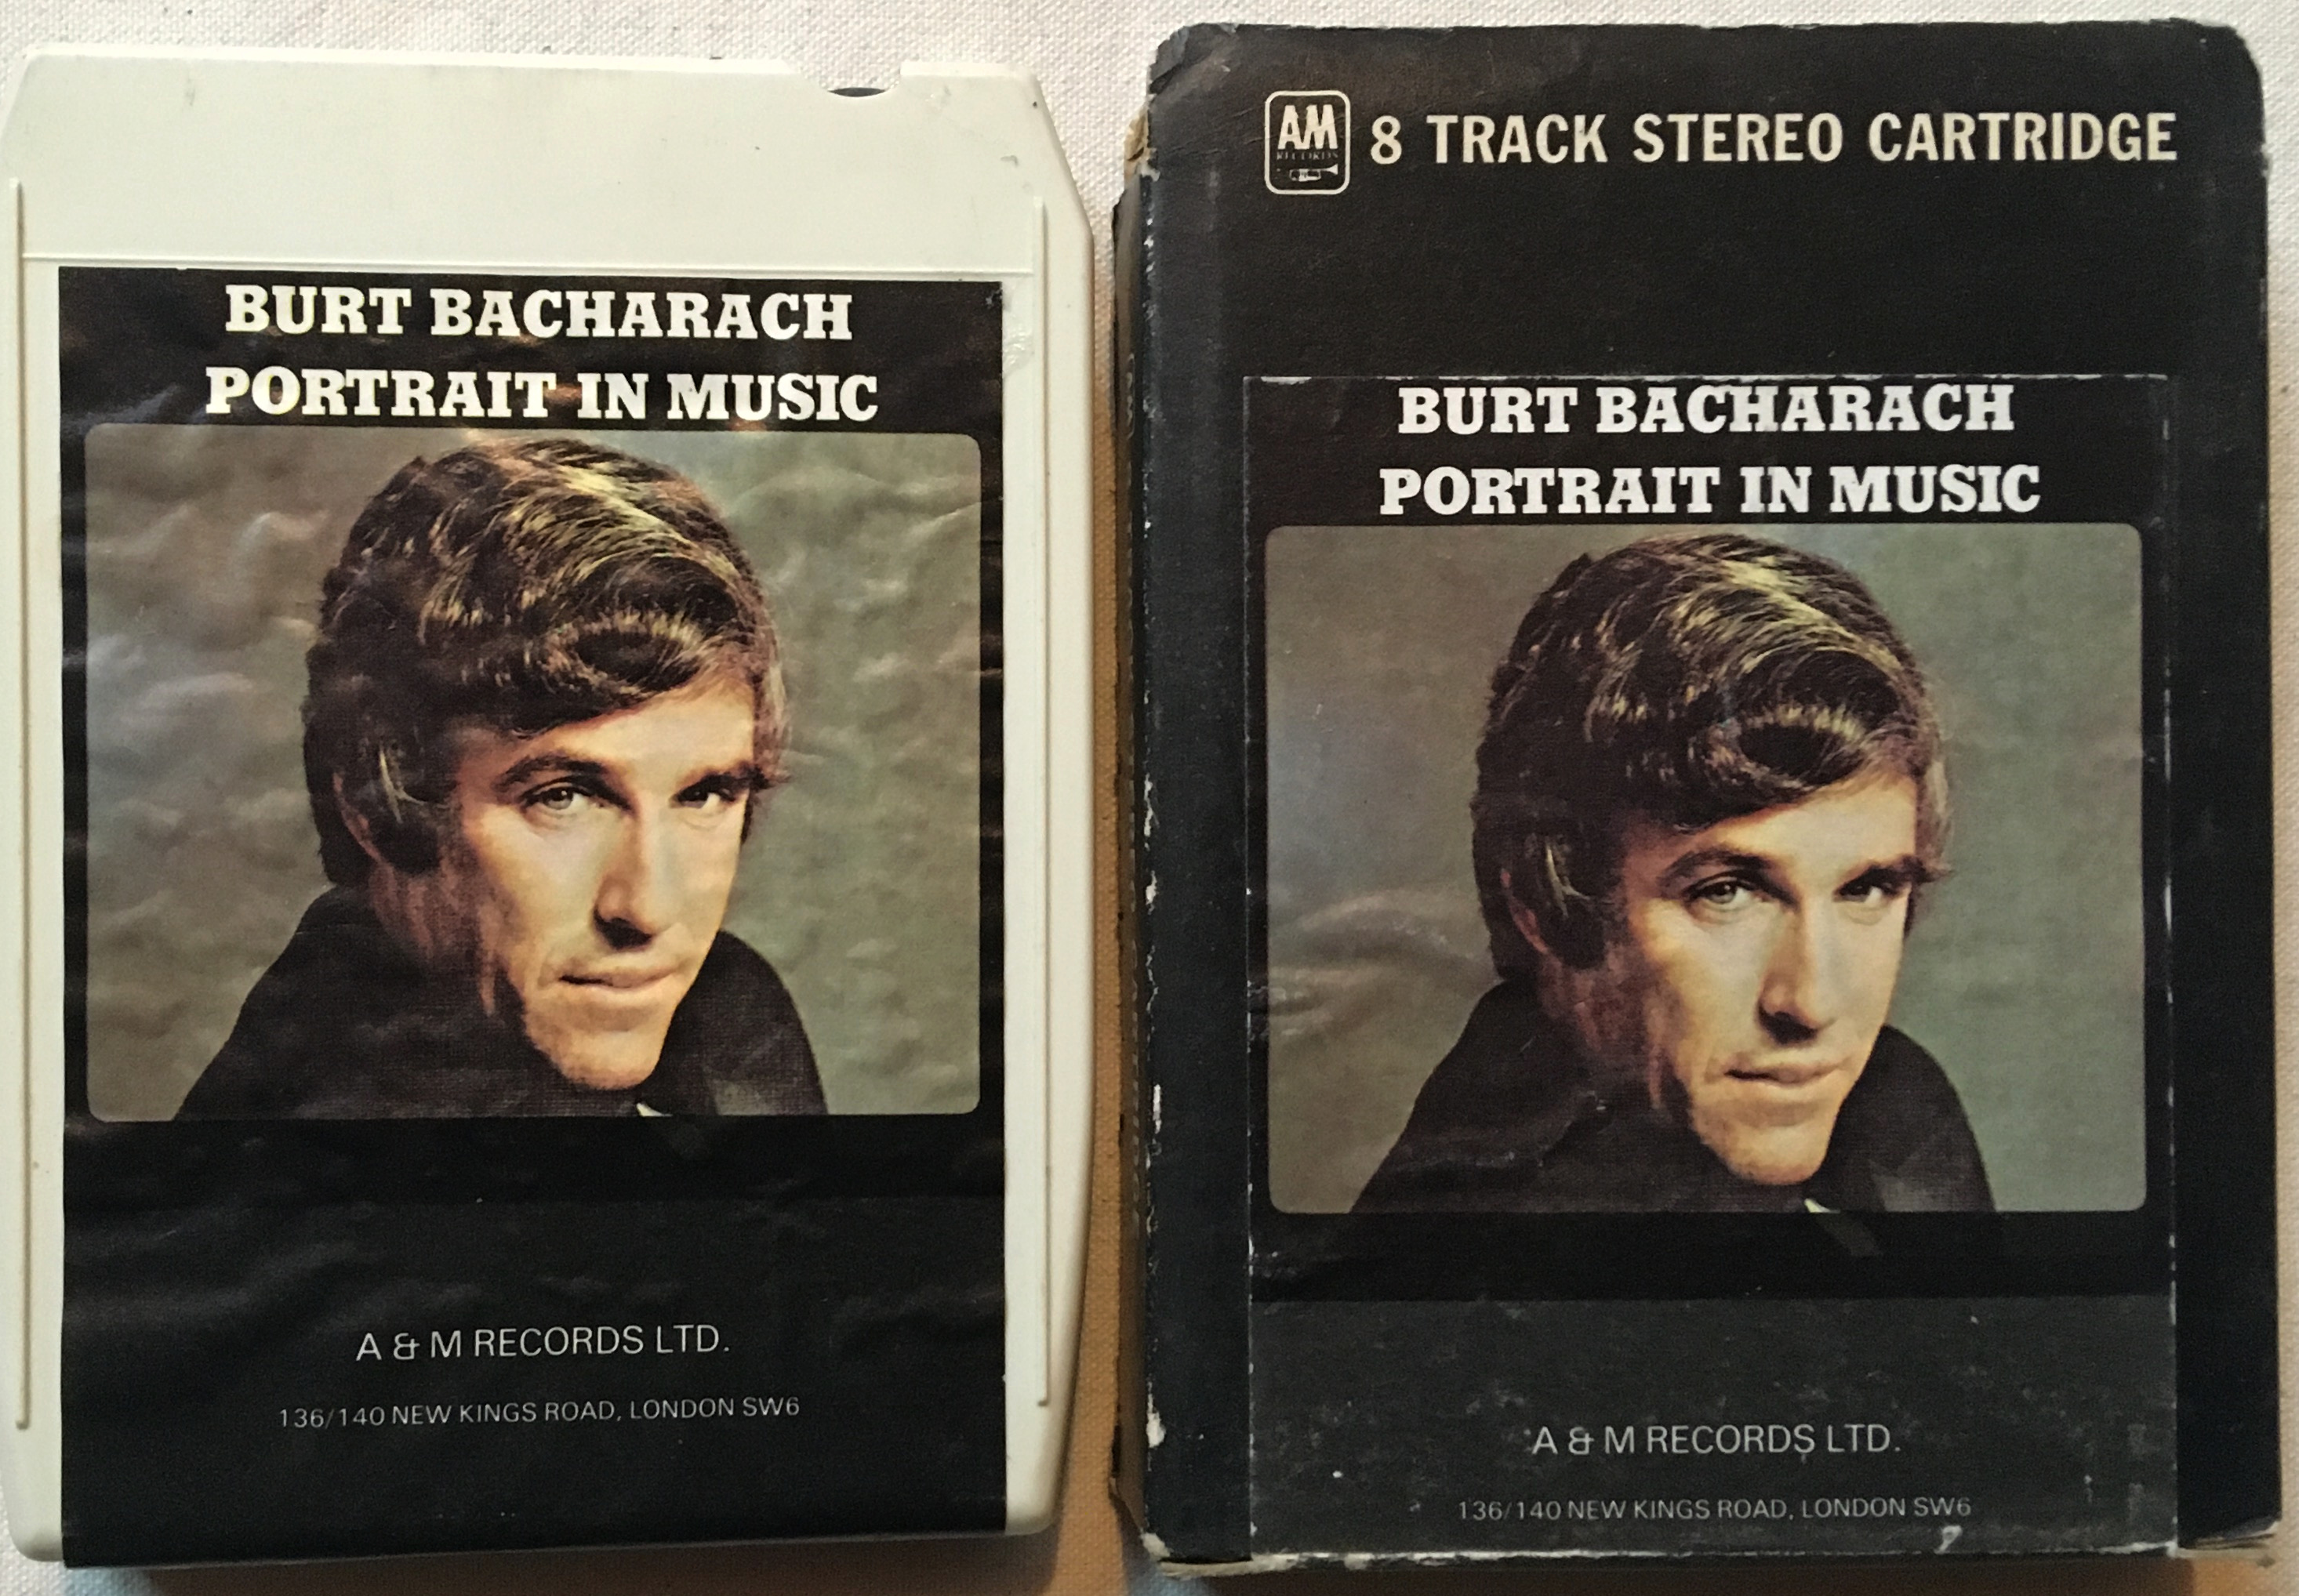 BURT BACHARACH
PORTRAIT IN MUSIC
A & M RECORDS LTD.
136/140 NEW KINGS ROAD, LONDON SW6
AM
RECORDS
8 TRACK STEREO CARTRIDGE
BURT BACHARACH
PORTRAIT IN MUSIC
A & M RECORDS LTD.
136/140 NEW KINGS ROAD, LONDON SW6